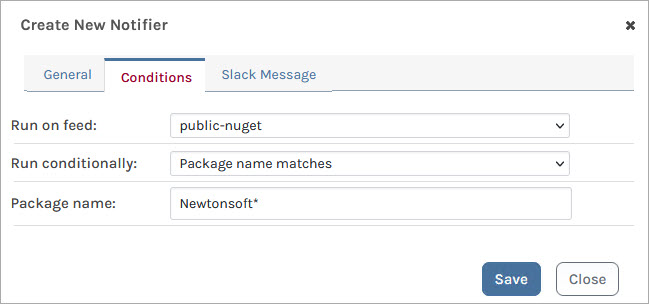 Create New Notifier
General Conditions Slack Message
Run on feed: public-nuget
Run conditionally: Package name matches
Package name: Newtonsoft*
Save Close